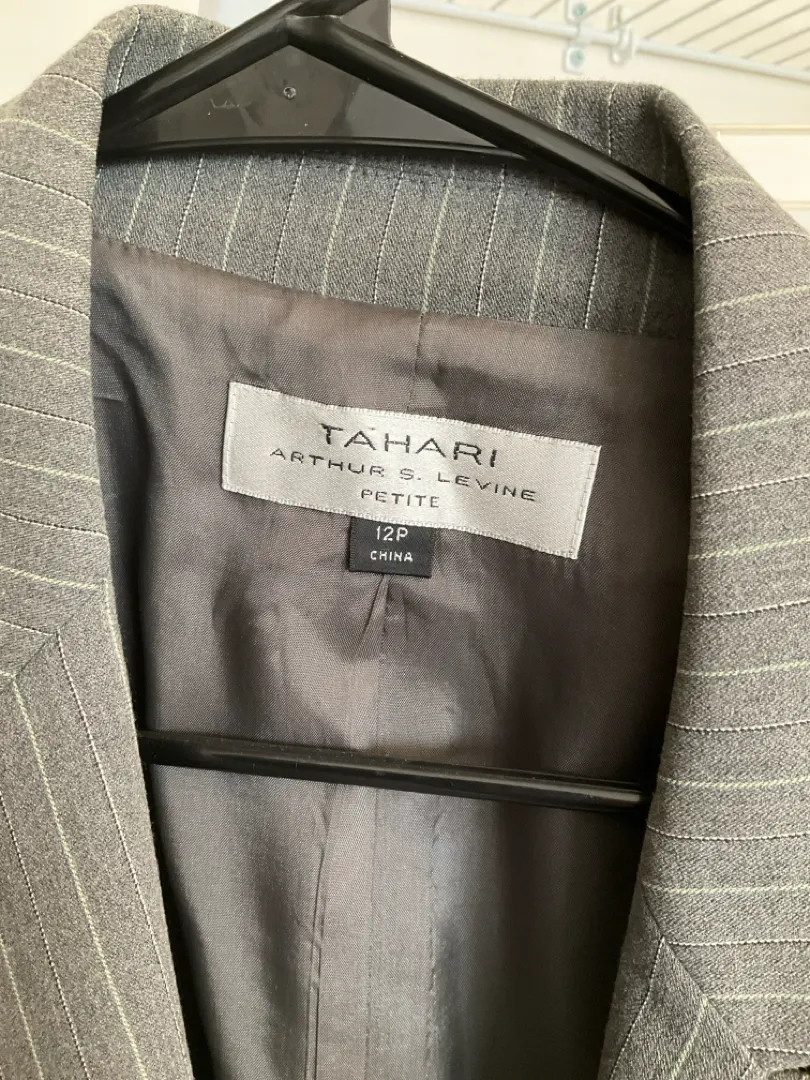 TAHARI
ARTHUR S. LEVINE
PETITE
12P
CHINA